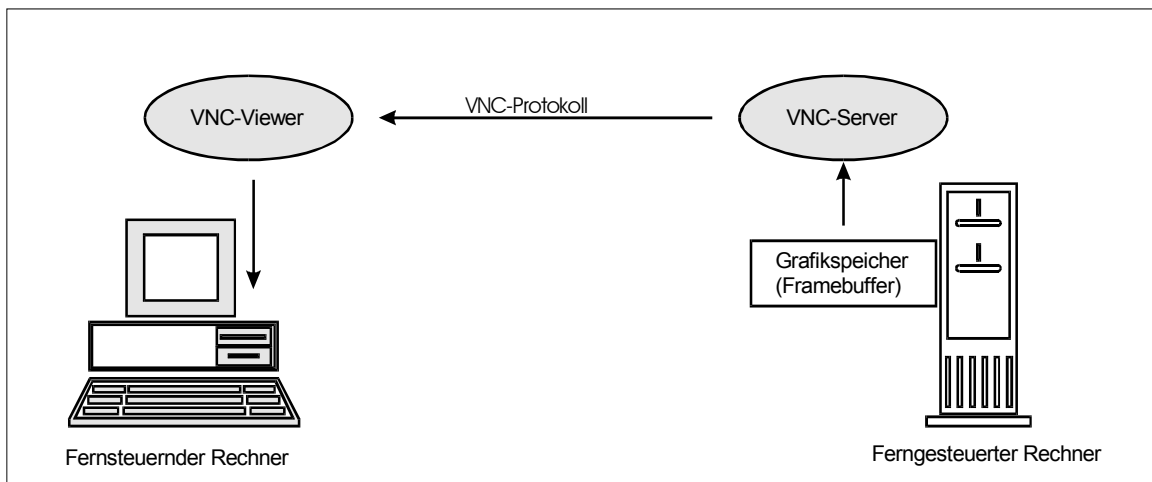 VNC-Viewer
VNC-Protokoll
VNC-Server
Grafikspeicher
(Framebuffer)
Fernsteuernder Rechner
Ferngesteuerter Rechner